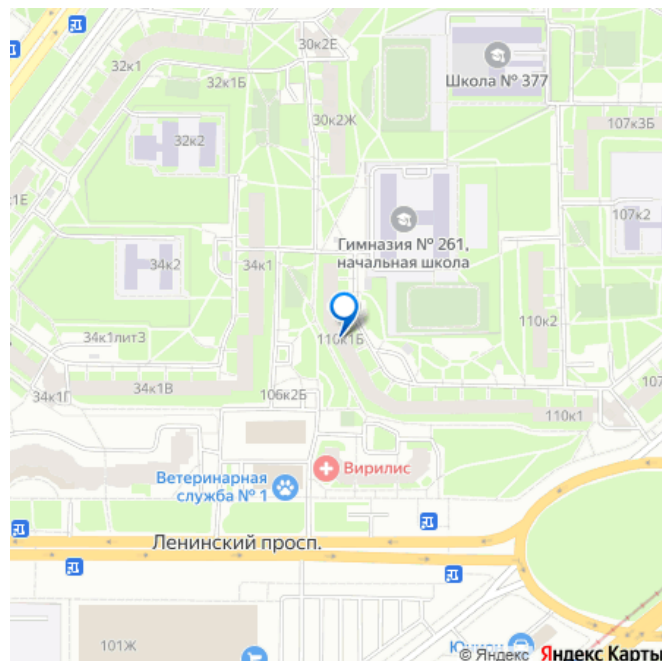 30к2Е
32к1
32к1Б
Школа № 377
30к2Ж
107к3Б
32к2
107к2
Гимназия № 261,
начальная школа
34к2
34к1
110к2
34к1литЗ
110к1Б
34к1В
34к1Г
106к2Б
110к1
Вирилис
Ветеринарная
служба № 1
Ленинский просп.
101Ж
© Яндекс Яндекс Карты